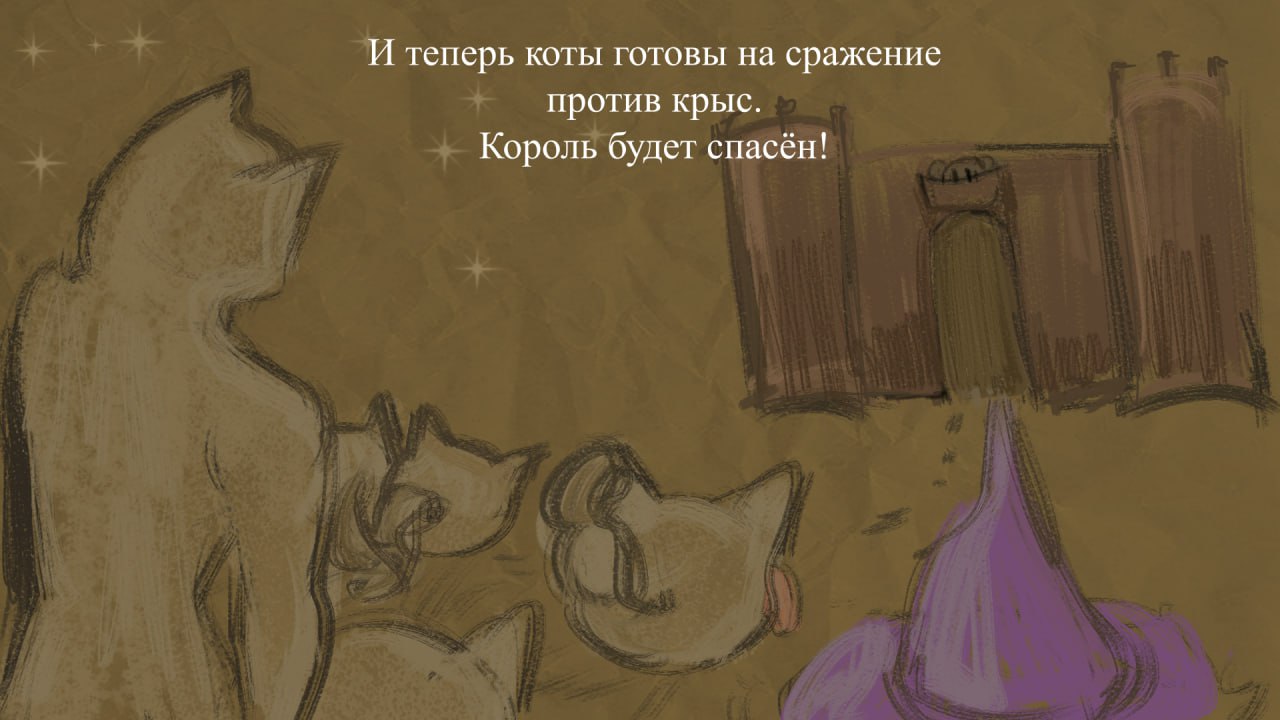 И теперь коты готовы на сражение
против крыс.
Король будет спасён!